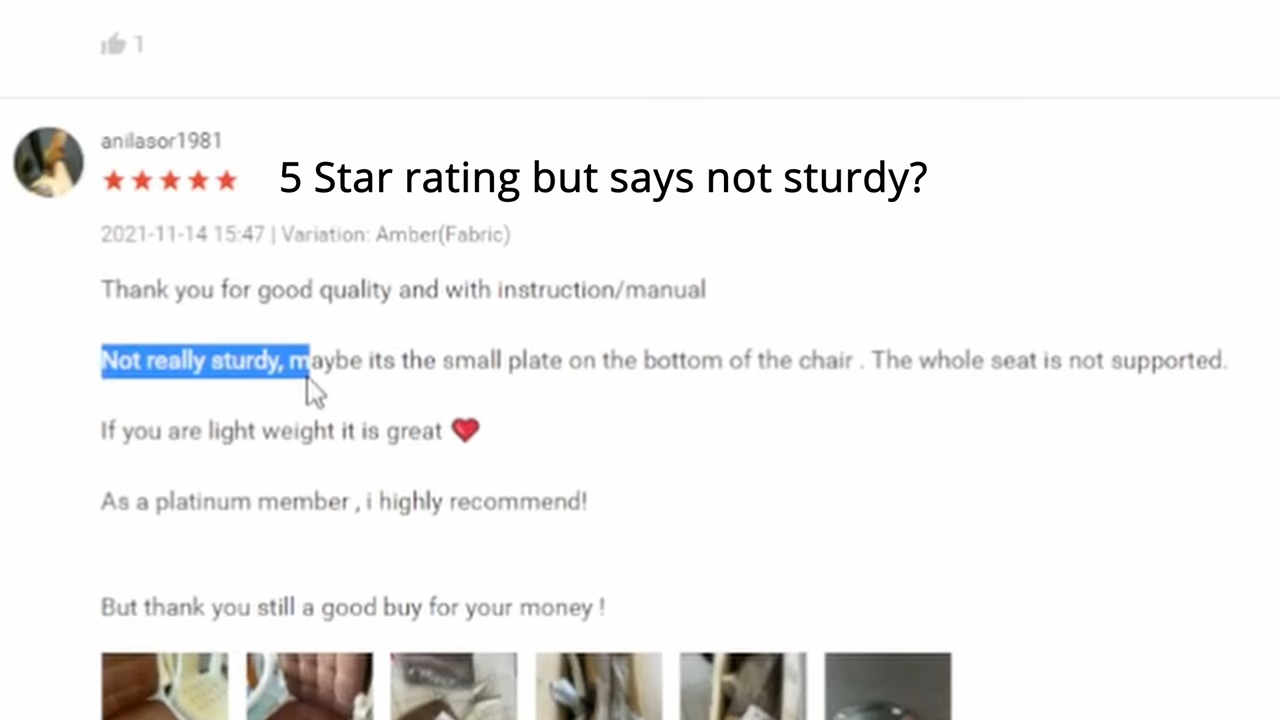 1
anilasor1981
5 Star rating but says not sturdy?
2021-11-14 15:47 | Variation: Amber(Fabric)
Thank you for good quality and with instruction/manual
Not really sturdy, maybe its the small plate on the bottom of the chair . The whole seat is not supported.
If you are light weight it is great ❤
As a platinum member , i highly recommend!
But thank you still a good buy for your money !